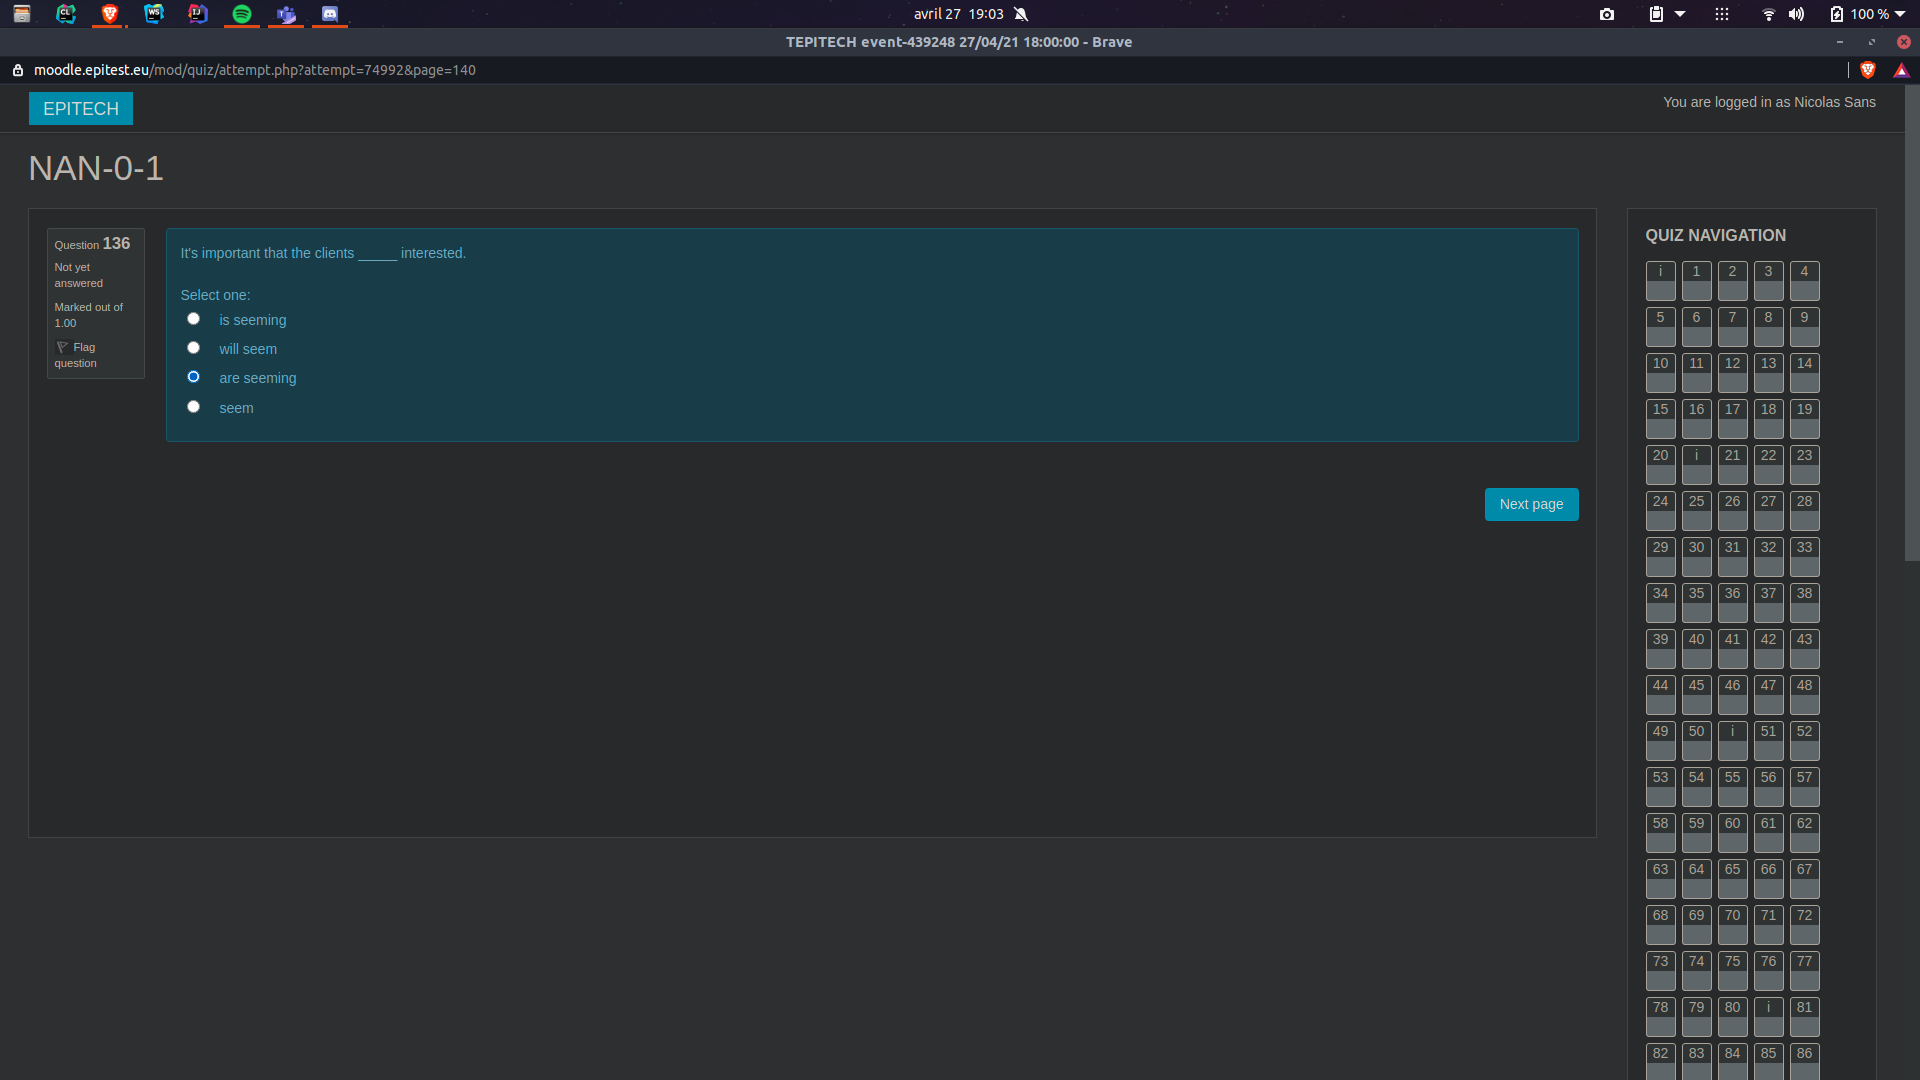 avril 27 19:03
100 %
TEPITECH event-439248 27/04/21 18:00:00 - Brave
moodle.epitest.eu/mod/quiz/attempt.php?attempt=74992&page=140
EPITECH
You are logged in as Nicolas Sans
NAN-0-1
Question 136
Not yet
answered
Marked out of
1.00
Flag
question
It's important that the clients _____ interested.
Select one:
is seeming
will seem
are seeming
seem
Next page
QUIZ NAVIGATION
i 1 2 3 4
5 6 7 8 9
10 11 12 13 14
15 16 17 18 19
20 i 21 22 23
24 25 26 27 28
29 30 31 32 33
34 35 36 37 38
39 40 41 42 43
44 45 46 47 48
49 50 i 51 52
53 54 55 56 57
58 59 60 61 62
63 64 65 66 67
68 69 70 71 72
73 74 75 76 77
78 79 80 i 81
82 83 84 85 86